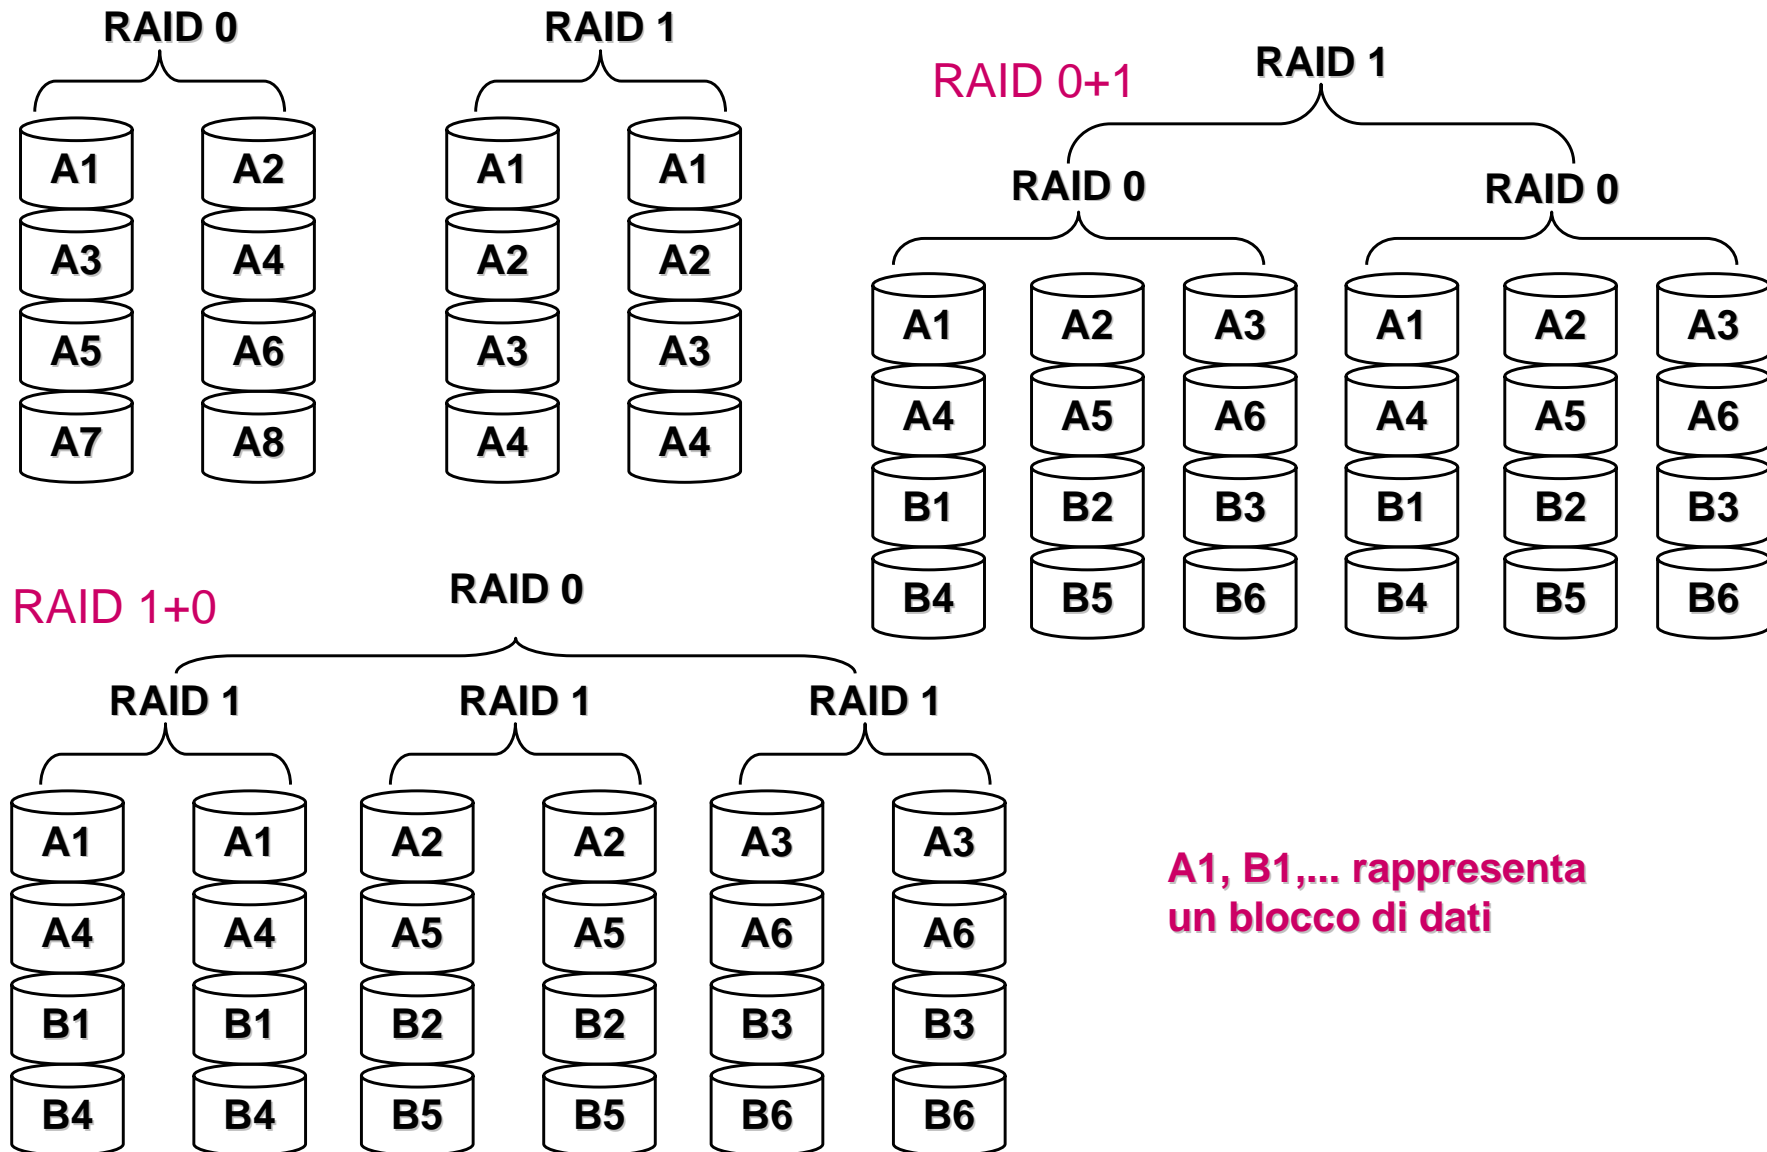 RAID 0
A1 A2
A3 A4
A5 A6
A7 A8
RAID 1
A1 A1
A2 A2
A3 A3
A4 A4
RAID 0+1
RAID 1
RAID 0 RAID 0
A1 A2 A3 A1 A2 A3
A4 A5 A6 A4 A5 A6
B1 B2 B3 B1 B2 B3
B4 B5 B6 B4 B5 B6
RAID 1+0
RAID 0
RAID 1 RAID 1 RAID 1
A1 A1 A2 A2 A3 A3
A4 A4 A5 A5 A6 A6
B1 B1 B2 B2 B3 B3
B4 B4 B5 B5 B6 B6
A1, B1,... rappresenta
un blocco di dati